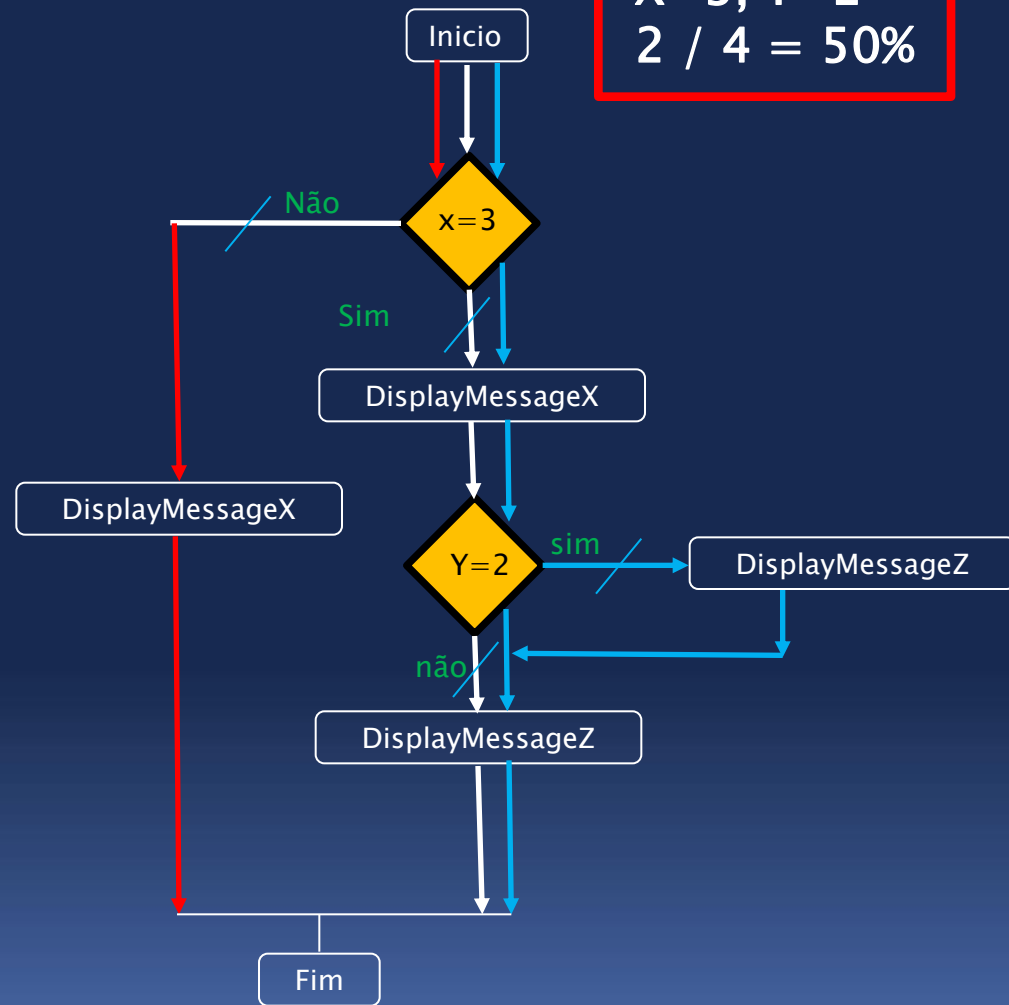 2 / 4 = 50%
Inicio
Não
x=3
Sim
DisplayMessageX
DisplayMessageX
sim
Y=2
DisplayMessageZ
não
DisplayMessageZ
Fim